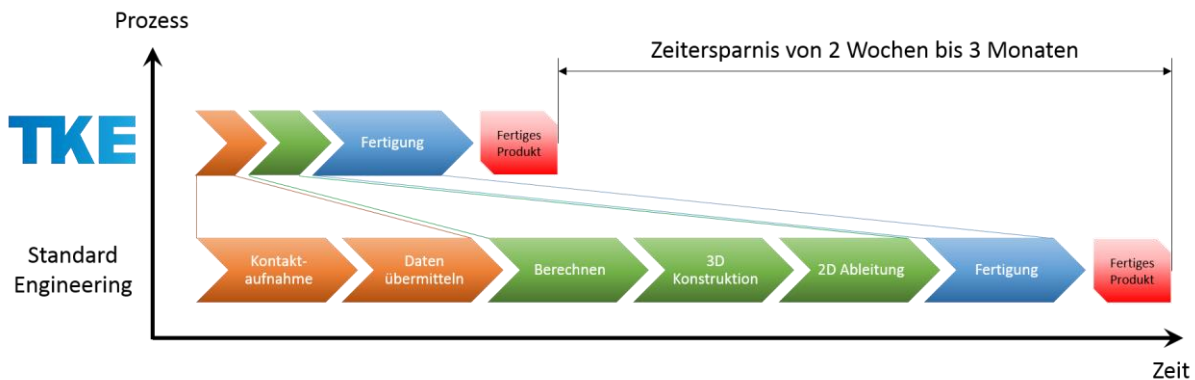 Prozess
Zeitersparnis von 2 Wochen bis 3 Monaten
TKE
Fertigung
Fertiges
Produkt
Standard
Engineering
Kontakt-
aufnahme
Daten
übermitteln
Berechnen
3D
Konstruktion
2D Ableitung
Fertigung
Fertiges
Produkt
Zeit